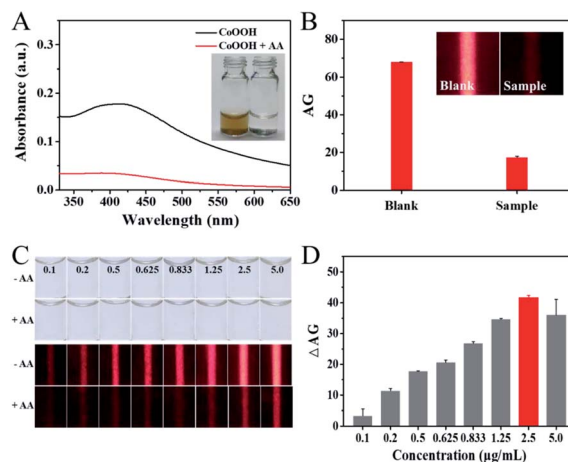 A
CoOOH
CoOOH + AA
Absorbance (a.u.)
0.3
0.2
0.1
0.0
350 400 450 500 550 600 650
Wavelength (nm)
B
AG
80
60
40
20
0
Blank Sample
Blank Sample
C
0.1 0.2 0.5 0.625 0.833 1.25 2.5 5.0
- AA
+ AA
- AA
+ AA
D
△ AG
50
40
30
20
10
0
0.1 0.2 0.5 0.625 0.833 1.25 2.5 5.0
Concentration (µg/mL)